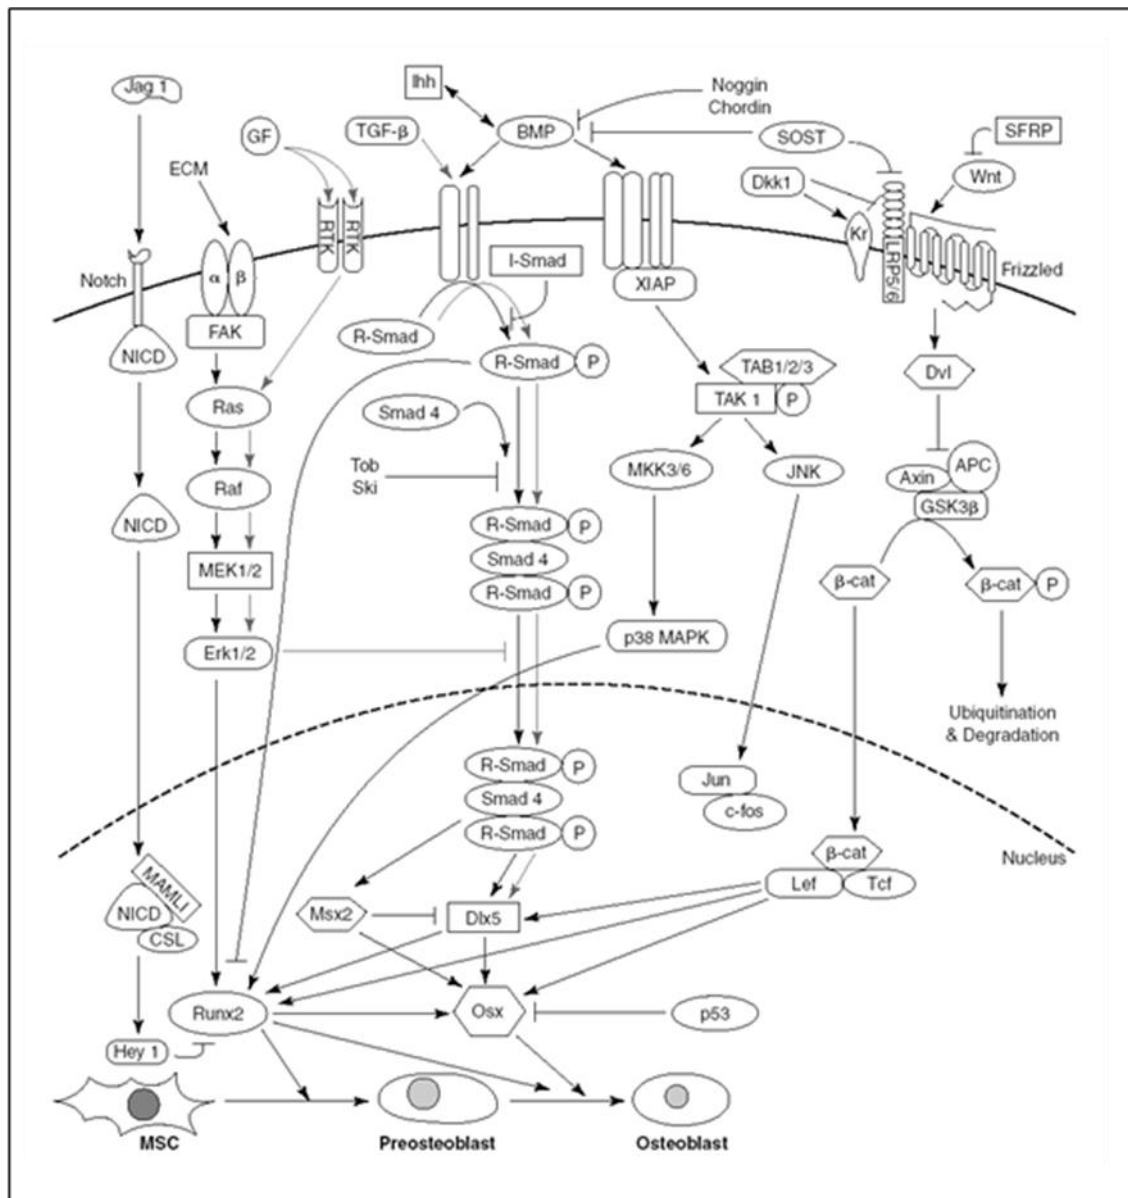 Jag 1
Ihh
Noggin
Chordin
GF
TGF-β
BMP
SOST
SFRP
ECM
Dkk1
Wnt
RTK
RTK
Kr
LRP5/6
Notch
α
β
I-Smad
XIAP
Frizzled
FAK
R-Smad
NICD
R-Smad
P
TAB1/2/3
Dvl
Ras
Smad 4
TAK 1
P
Tob
Ski
MKK3/6
JNK
Axin
APC
Raf
GSK3β
NICD
R-Smad
P
Smad 4
MEK1/2
R-Smad
P
β-cat
β-cat
P
Erk1/2
p38 MAPK
Ubiquitination
& Degradation
R-Smad
P
Jun
Smad 4
c-fos
R-Smad
P
Nucleus
MAMLI
β-cat
Lef
Tcf
NICD
CSL
Msx2
Dlx5
Runx2
Osx
p53
Hey 1
MSC
Preosteoblast
Osteoblast